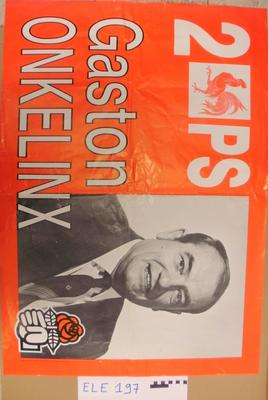 2 PS
Gaston
ONKELINX
ELE 197